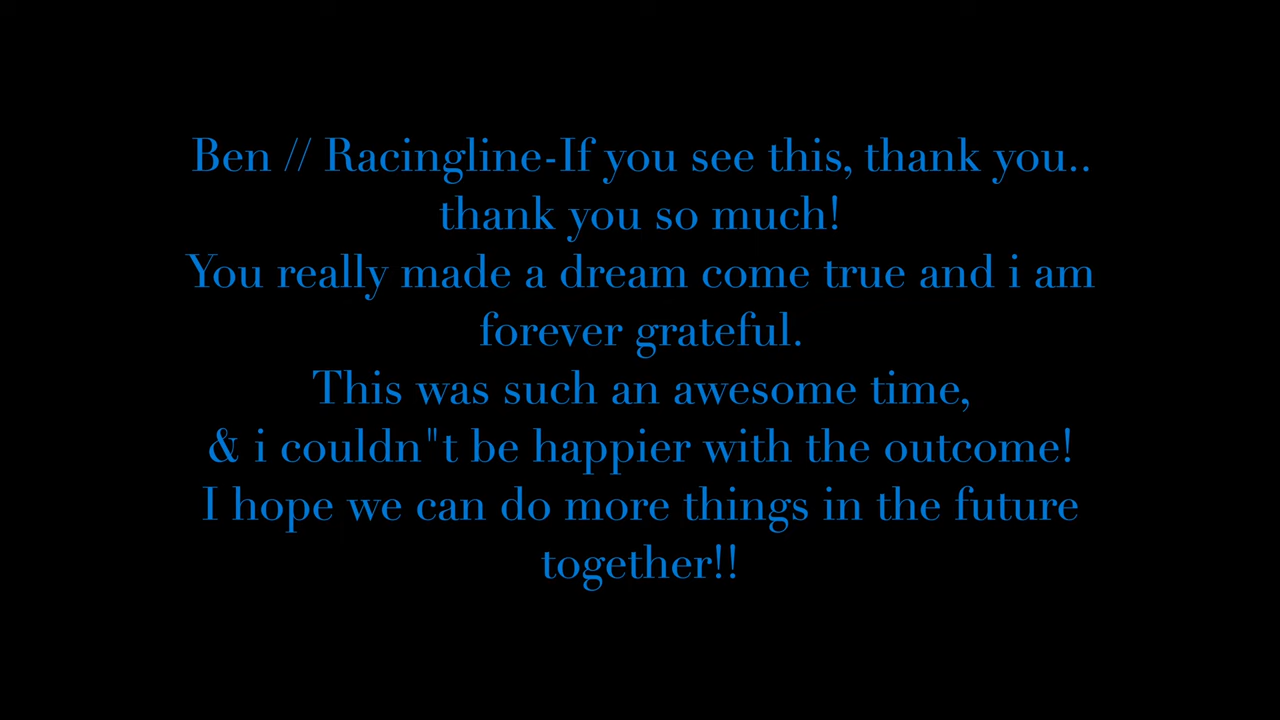 Ben // Racingline-If you see this, thank you..
thank you so much!
You really made a dream come true and i am
forever grateful.
This was such an awesome time,
& i couldn"t be happier with the outcome!
I hope we can do more things in the future
together!!